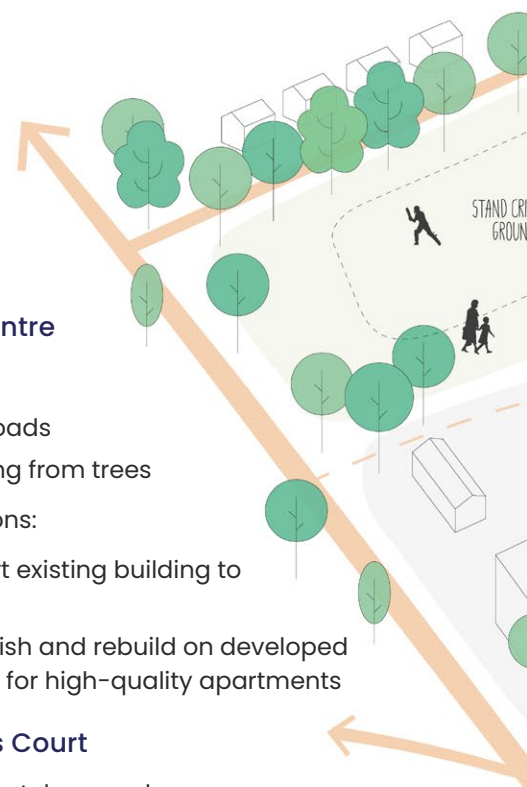 STAND CRI
GROUN
ntre
oads
ng from trees
ons:
t existing building to
ish and rebuild on developed
for high-quality apartments
s Court